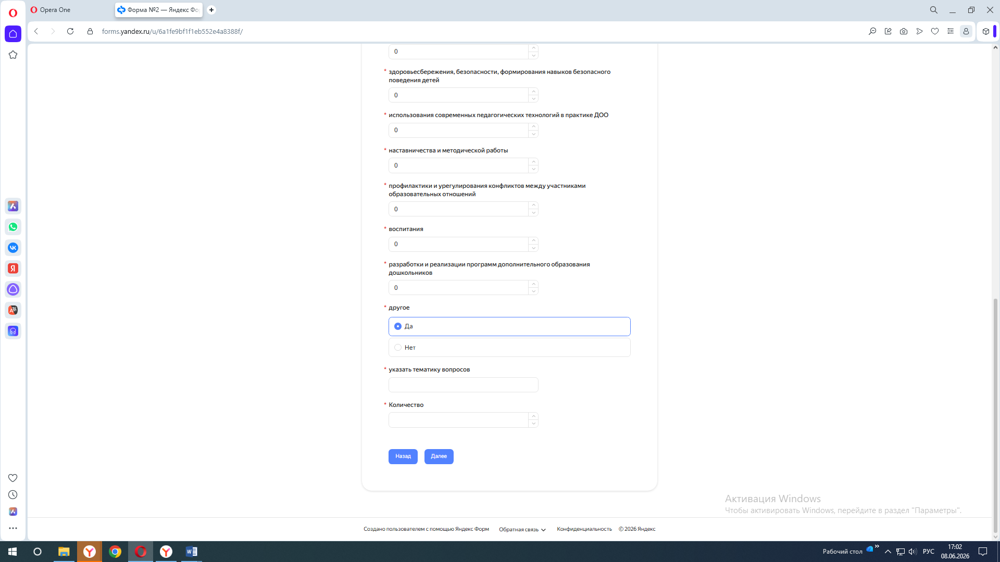 Opera One
Форма №2 — Яндекс Фо
forms.yandex.ru/u/6a1fe9bf1f1eb552e4a8388f/
0
* здоровьесбережения, безопасности, формирования навыков безопасного
поведения детей
0
* использования современных педагогических технологий в практике ДОО
0
* наставничества и методической работы
0
* профилактики и урегулирования конфликтов между участниками
образовательных отношений
0
* воспитания
0
* разработки и реализации программ дополнительного образования
дошкольников
0
* другое
Да
Нет
* указать тематику вопросов
* Количество
Назад Далее
Активация Windows
Чтобы активировать Windows, перейдите в раздел "Параметры".
Создано пользователем с помощью Яндекс Форм Обратная связь Конфиденциальность © 2026 Яндекс
Рабочий стол
РУС
17:02
08.06.2026